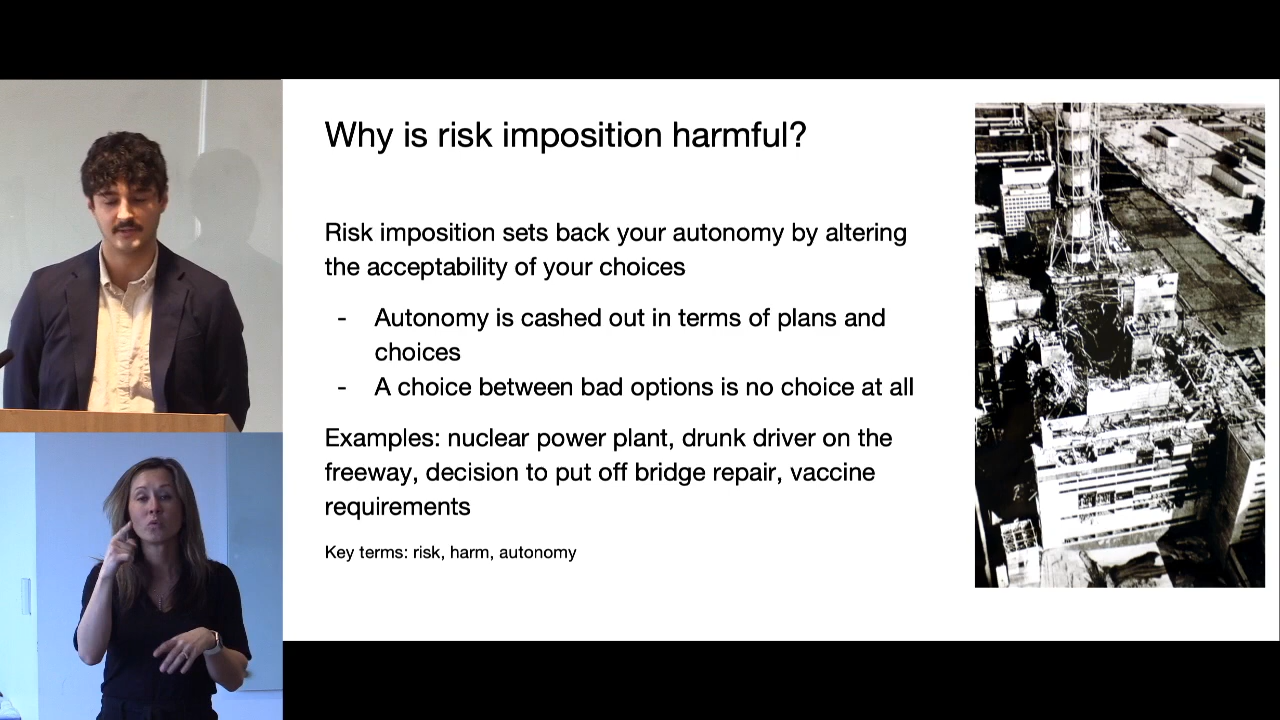 Why is risk imposition harmful?
Risk imposition sets back your autonomy by altering
the acceptability of your choices
- Autonomy is cashed out in terms of plans and
choices
- A choice between bad options is no choice at all
Examples: nuclear power plant, drunk driver on the
freeway, decision to put off bridge repair, vaccine
requirements
Key terms: risk, harm, autonomy